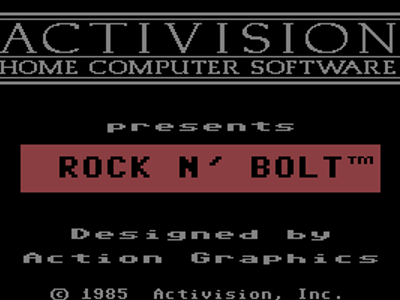 ACTIVISION
HOME COMPUTER SOFTWARE
presents
ROCK N' BOLT™
Designed by
Action Graphics
© 1985 Activision, Inc.